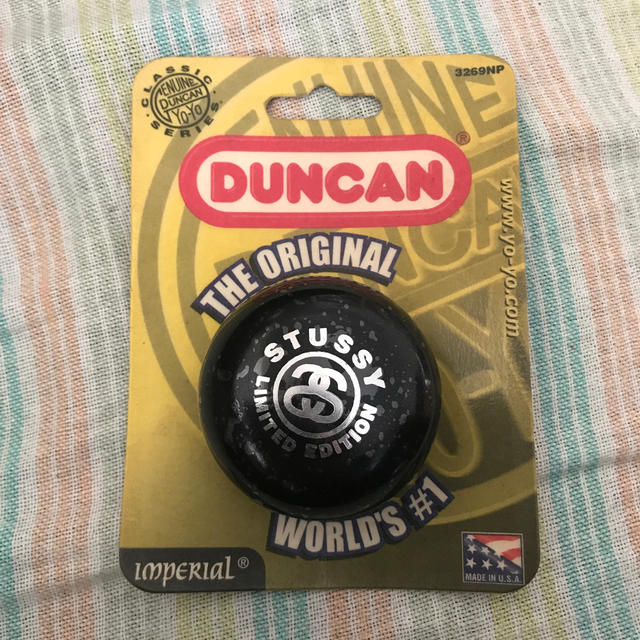 CLASSIC
GENUINE
DUNCAN
YO-YO
SERIES
3269NP
GENUINE
DUNCAN®
www.yo-yo.com
THE ORIGINAL
STUSSY
LIMITED EDITION
WORLD'S #1
IMPERIAL®
MADE IN U.S.A.